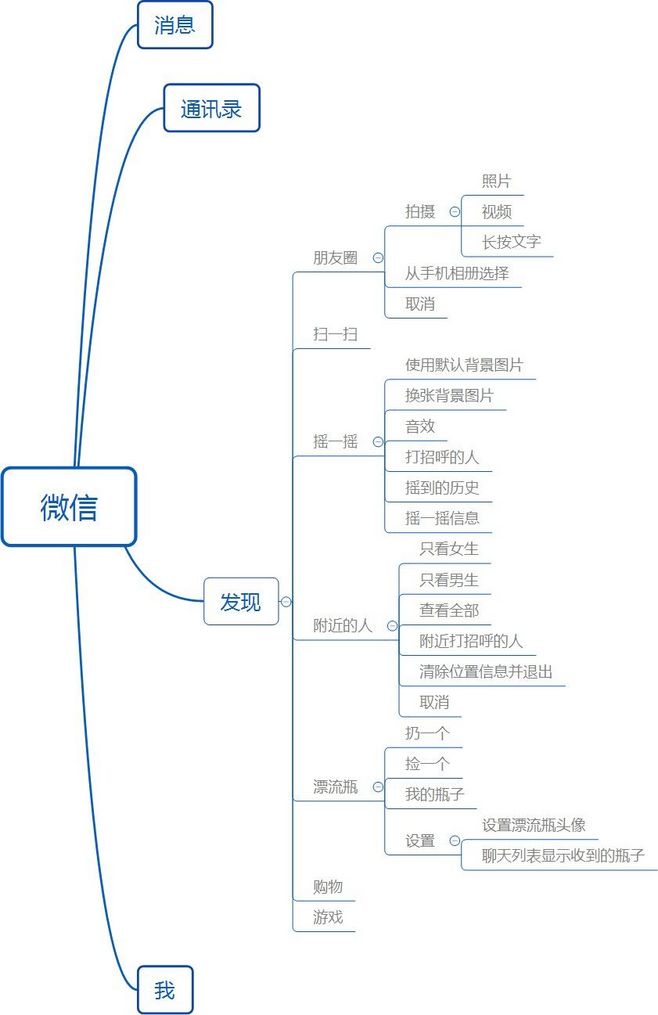 消息
通讯录
照片
拍摄
视频
长按文字
朋友圈
从手机相册选择
取消
扫一扫
使用默认背景图片
换张背景图片
音效
摇一摇
打招呼的人
摇到的历史
摇一摇信息
微信
发现
只看女生
只看男生
查看全部
附近的人
附近打招呼的人
清除位置信息并退出
取消
扔一个
捡一个
漂流瓶
我的瓶子
设置
设置漂流瓶头像
聊天列表显示收到的瓶子
购物
游戏
我